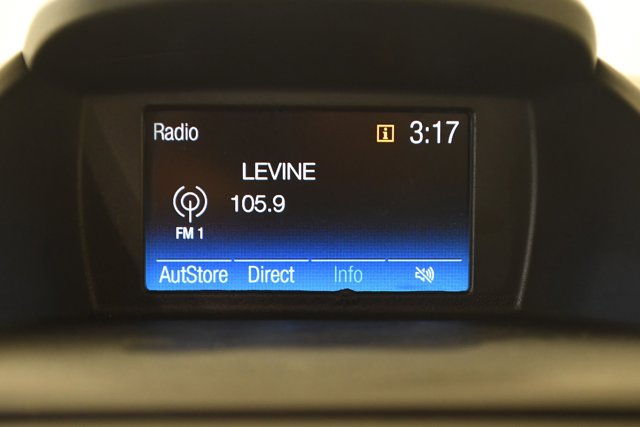 Radio i 3:17
LEVINE
105.9
FM 1
AutStore Direct Info